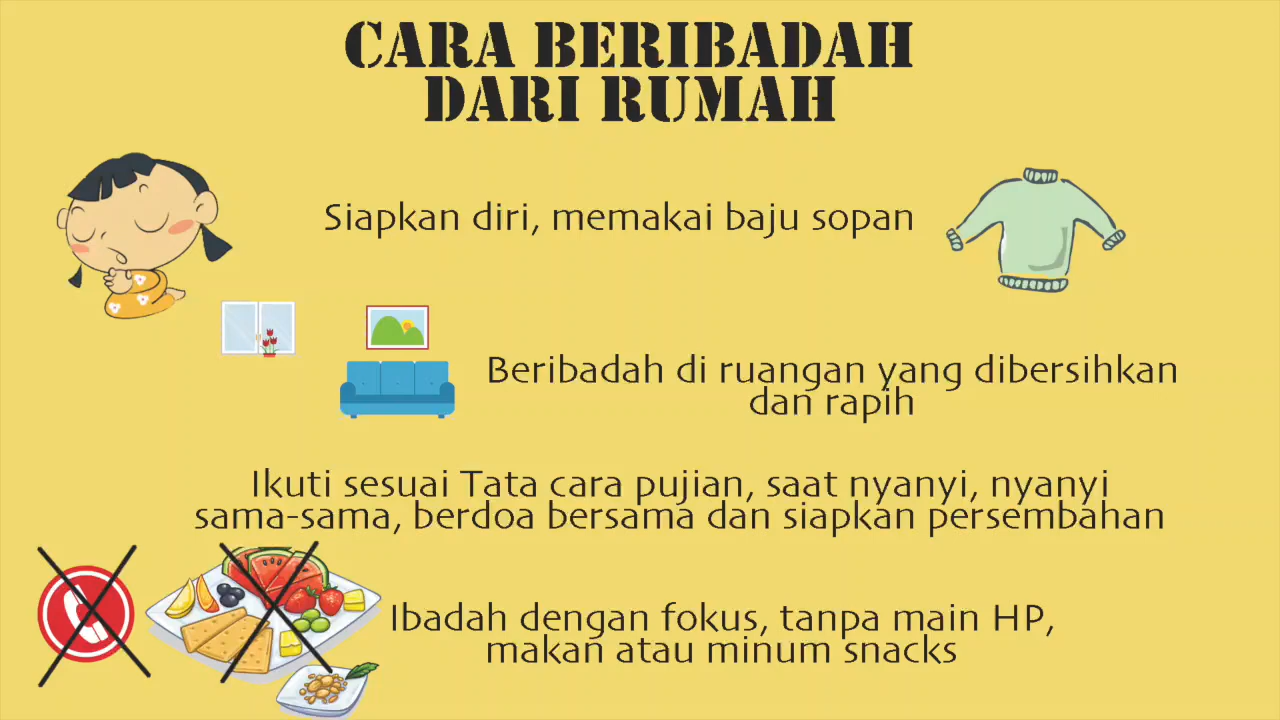 CARA BERIBADAH
DARI RUMAH
Siapkan diri, memakai baju sopan
Beribadah di ruangan yang dibersihkan
dan rapih
Ikuti sesuai Tata cara pujian, saat nyanyi, nyanyi
sama-sama, berdoa bersama dan siapkan persembahan
Ibadah dengan fokus, tanpa main HP,
makan atau minum snacks